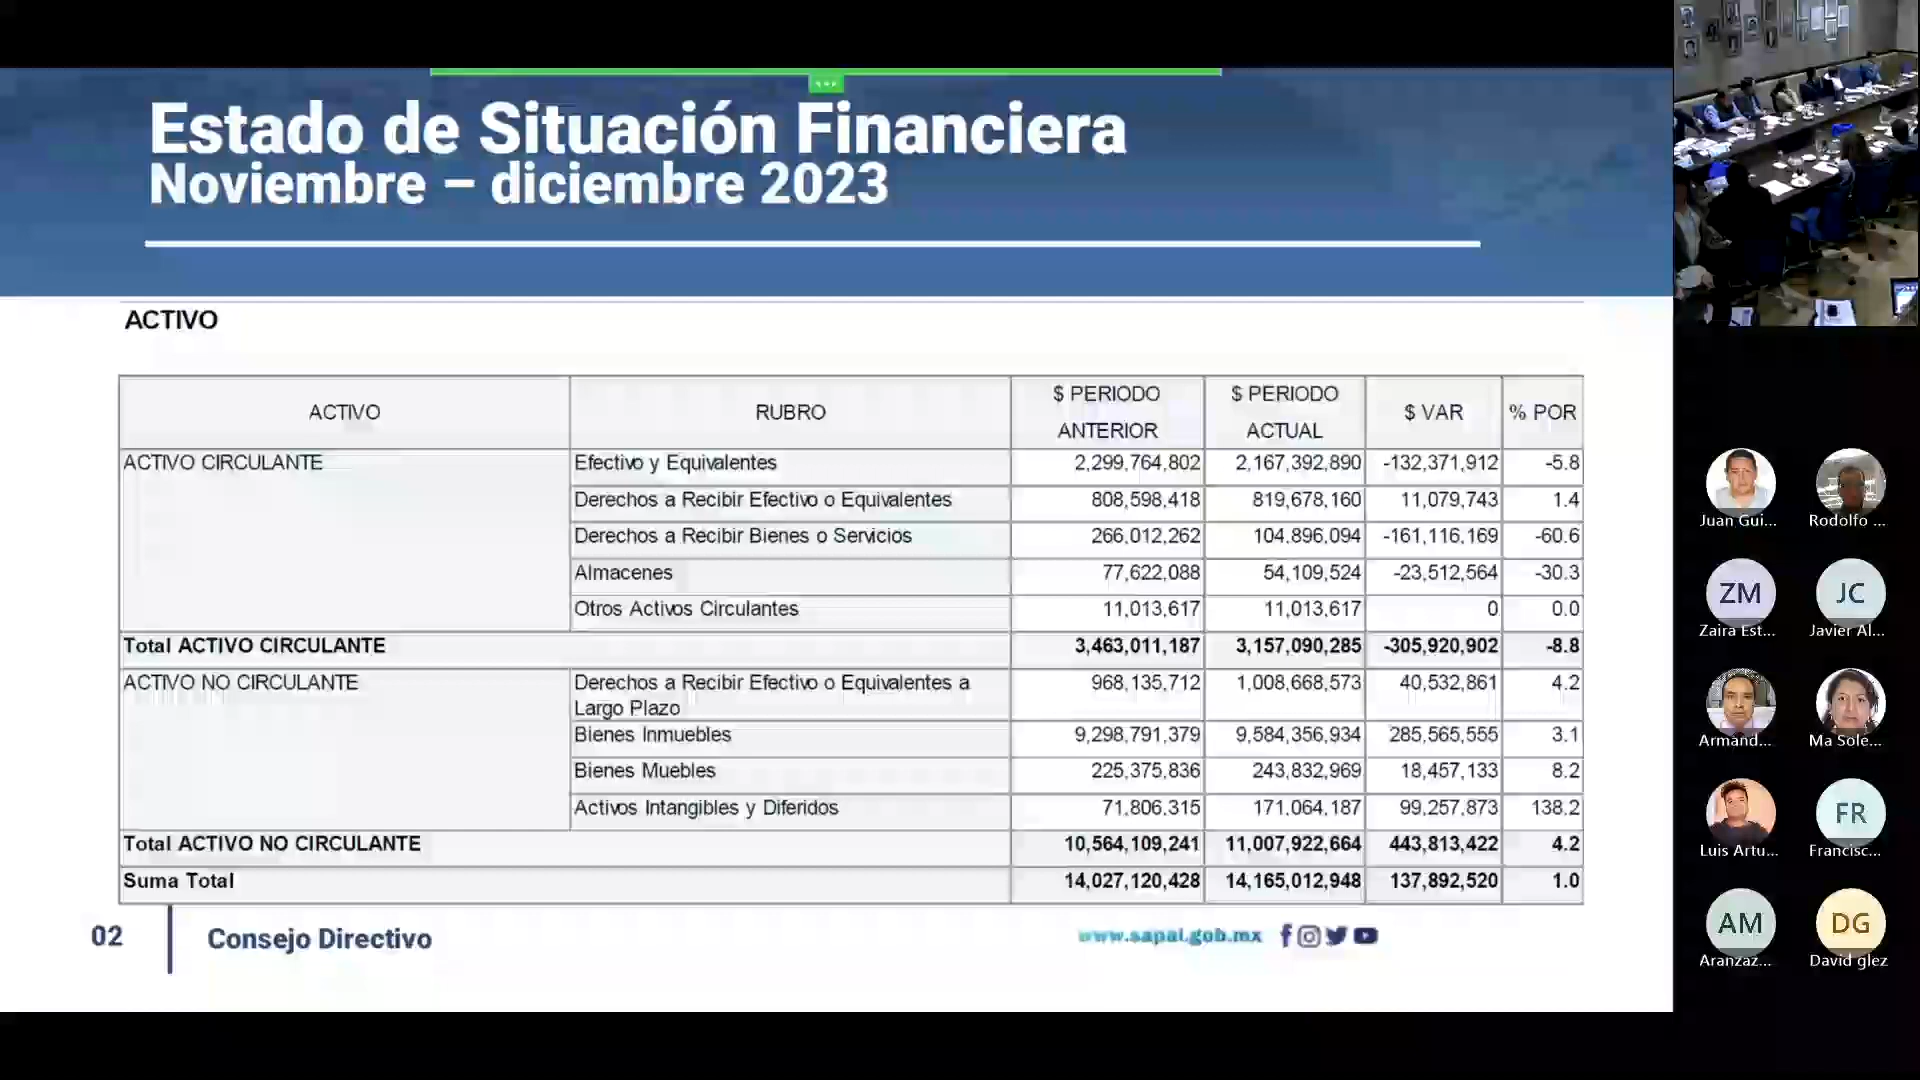 Estado de Situación Financiera
Noviembre – diciembre 2023
ACTIVO
ACTIVO RUBRO $ PERIODO ANTERIOR $ PERIODO ACTUAL $ VAR % POR
ACTIVO CIRCULANTE Efectivo y Equivalentes 2,299,764,802 2,167,392,890 -132,371,912 -5.8
Derechos a Recibir Efectivo o Equivalentes 808,598,418 819,678,160 11,079,743 1.4
Derechos a Recibir Bienes o Servicios 266,012,262 104,896,094 -161,116,169 -60.6
Almacenes 77,622,088 54,109,524 -23,512,564 -30.3
Otros Activos Circulantes 11,013,617 11,013,617 0 0.0
Total ACTIVO CIRCULANTE 3,463,011,187 3,157,090,285 -305,920,902 -8.8
ACTIVO NO CIRCULANTE Derechos a Recibir Efectivo o Equivalentes a 968,135,712 1,008,668,573 40,532,861 4.2
Largo Plazo
Bienes Inmuebles 9,298,791,379 9,584,356,934 285,565,555 3.1
Bienes Muebles 225,375,836 243,832,969 18,457,133 8.2
Activos Intangibles y Diferidos 71,806,315 171,064,187 99,257,873 138.2
Total ACTIVO NO CIRCULANTE 10,564,109,241 11,007,922,664 443,813,422 4.2
Suma Total 14,027,120,428 14,165,012,948 137,892,520 1.0
02 Consejo Directivo www.sapal.gob.mx
Juan Gui... Rodolfo ...
ZM JC
Zaira Est... Javier Al...
Armand... Ma Sole...
FR
Luis Artu... Francisc...
AM DG
Aranzaz... David glez